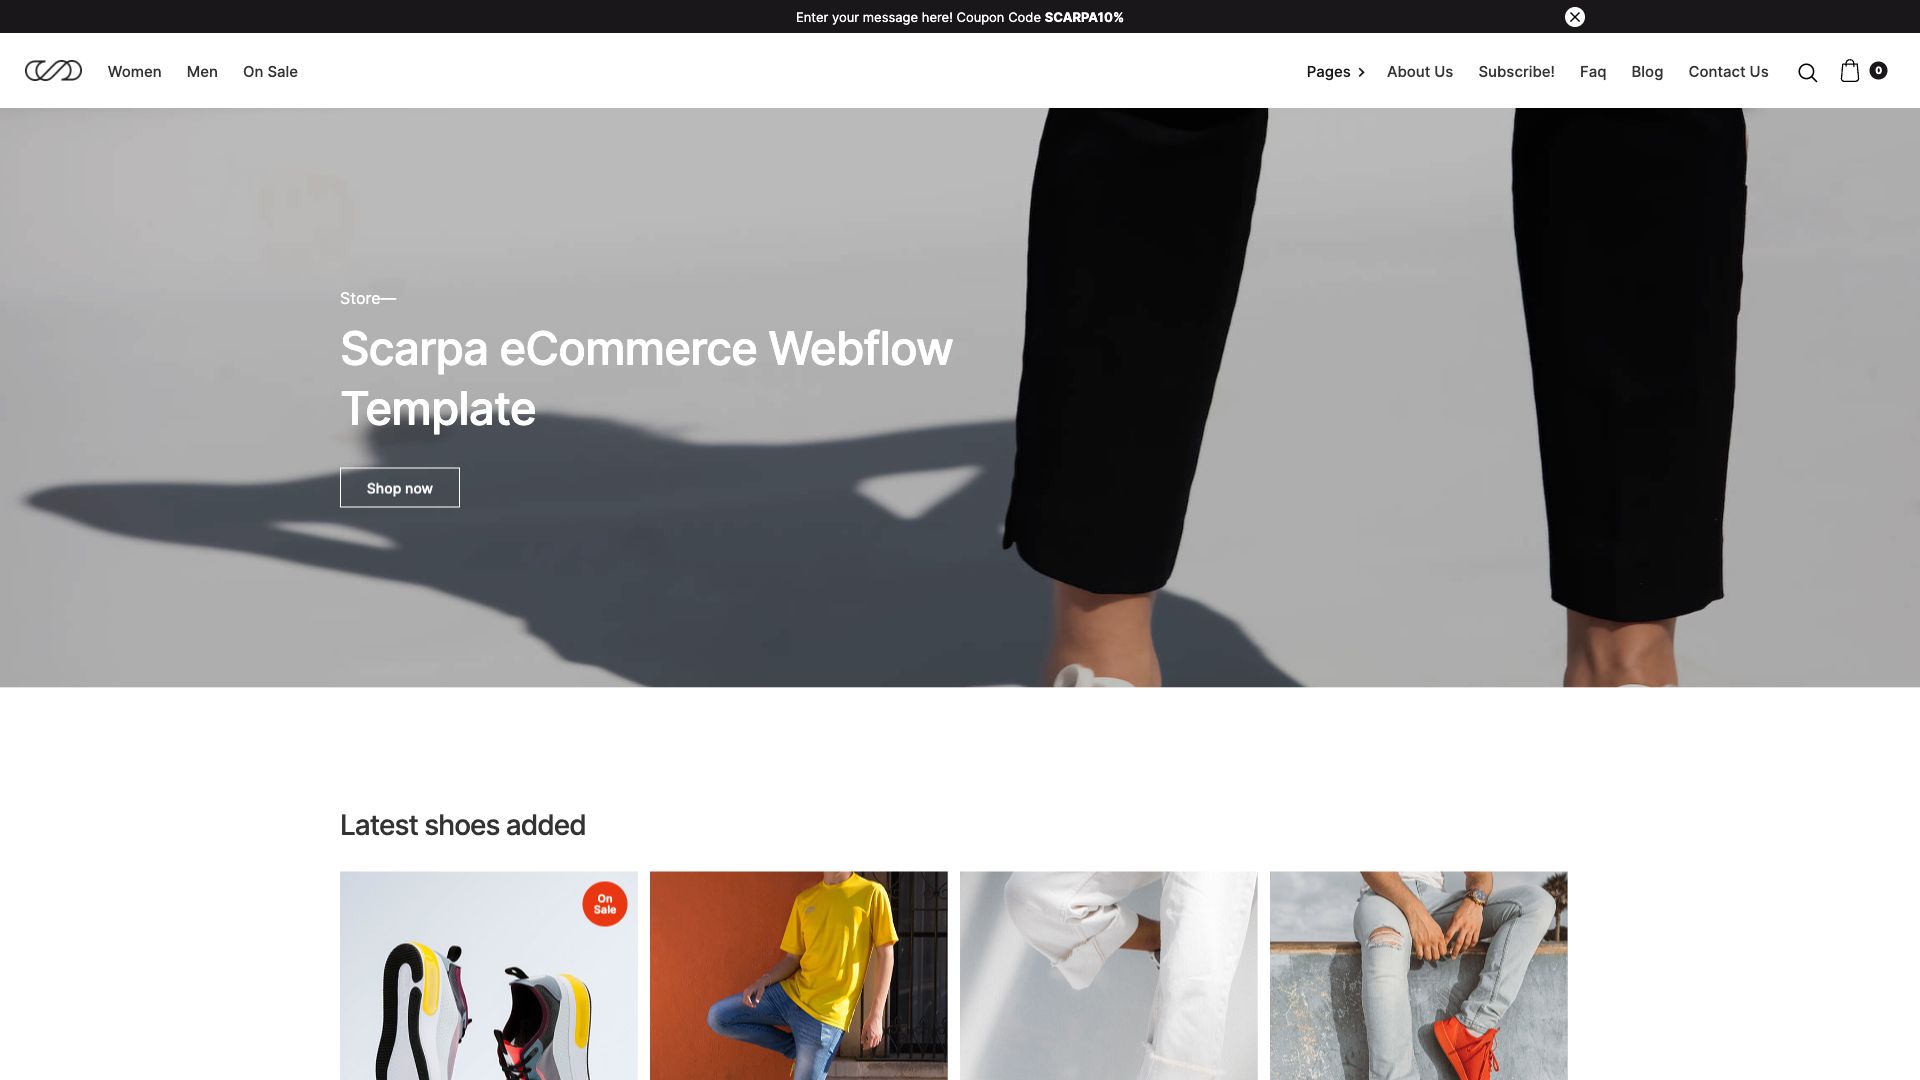 Enter your message here! Coupon Code SCARPA10%
Women
Men
On Sale
Pages
About Us
Subscribe!
Faq
Blog
Contact Us
0
Store—
Scarpa eCommerce Webflow
Template
Shop now
Latest shoes added
On
Sale